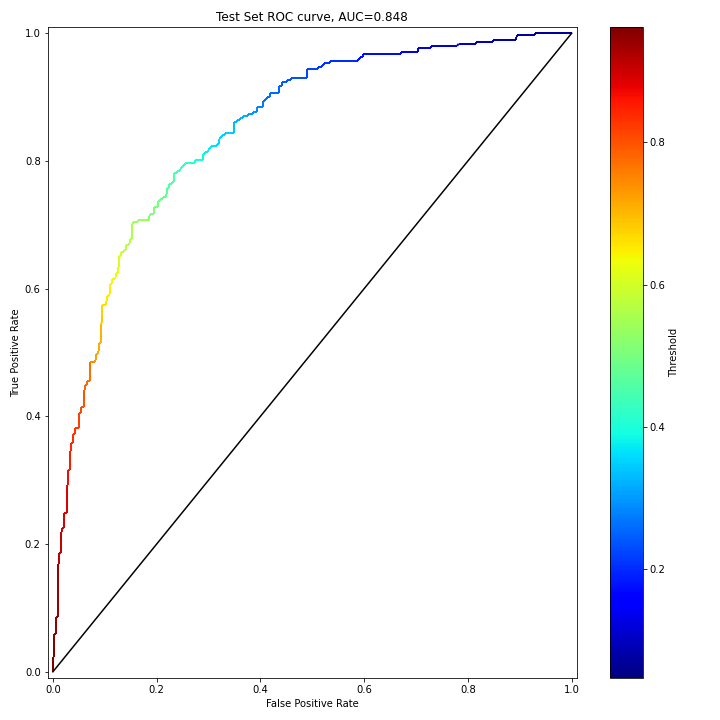 Test Set ROC curve, AUC=0.848
1.0
0.8
0.6
0.4
0.2
0.0
True Positive Rate
0.0 0.2 0.4 0.6 0.8 1.0
False Positive Rate
0.8
0.6
0.4
0.2
Threshold